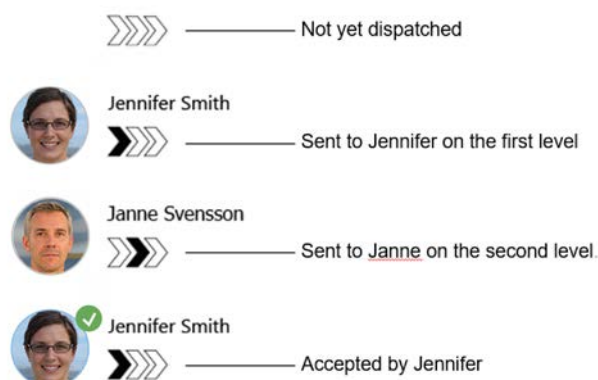 Not yet dispatched
Jennifer Smith
Sent to Jennifer on the first level
Janne Svensson
Sent to Janne on the second level.
Jennifer Smith
Accepted by Jennifer